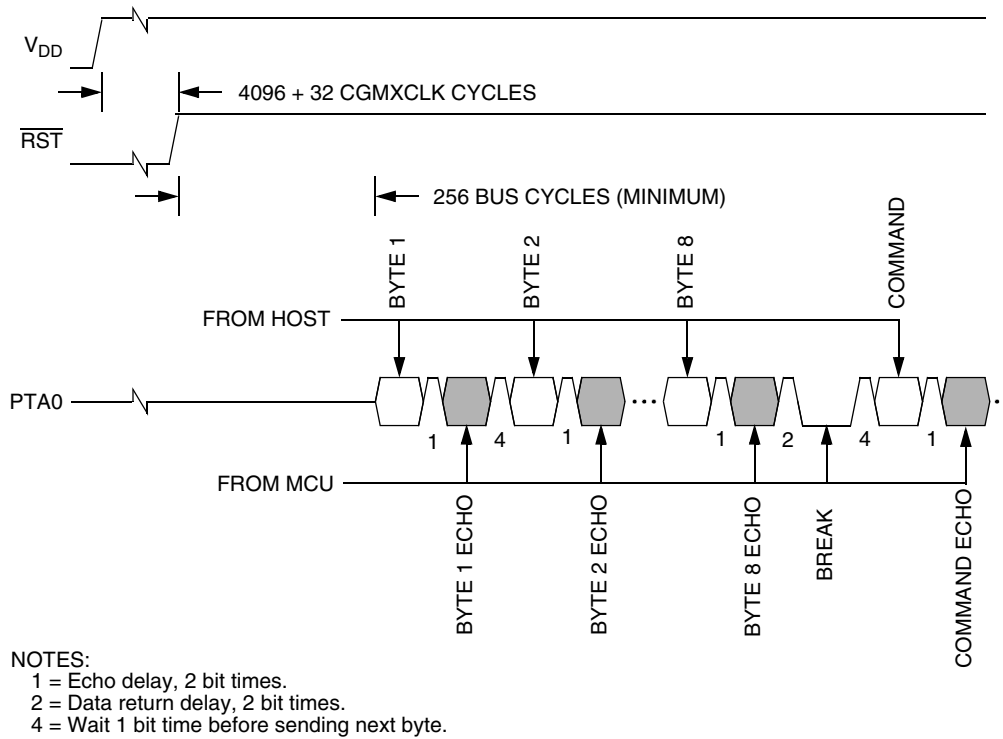 VDD
4096 + 32 CGMXCLK CYCLES
RST
256 BUS CYCLES (MINIMUM)
BYTE 1
BYTE 2
BYTE 8
COMMAND
FROM HOST
PTA0
1
4
1
1
2
4
1
FROM MCU
BYTE 1 ECHO
BYTE 2 ECHO
BYTE 8 ECHO
BREAK
COMMAND ECHO
NOTES:
1 = Echo delay, 2 bit times.
2 = Data return delay, 2 bit times.
4 = Wait 1 bit time before sending next byte.